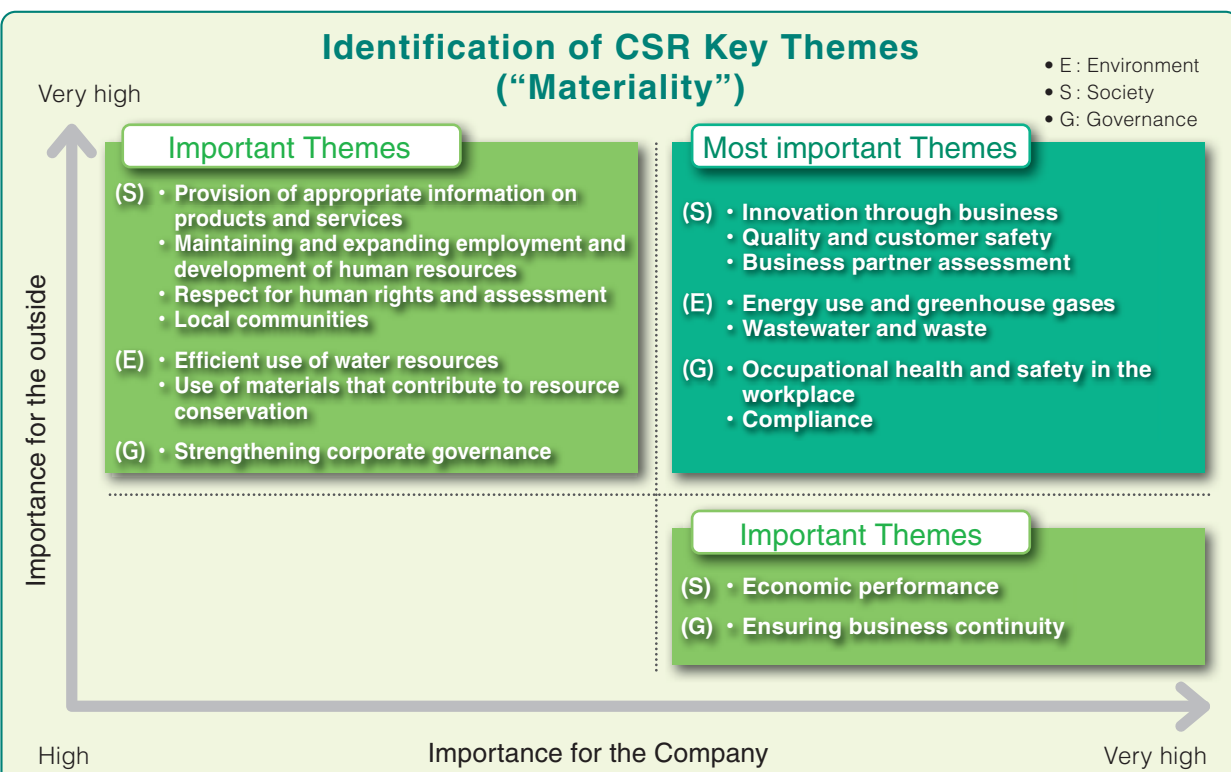 Identification of CSR Key Themes
(“Materiality”)
• E : Environment
• S : Society
• G: Governance
Very high
Importance for the outside
Important Themes
(S) • Provision of appropriate information on
products and services
• Maintaining and expanding employment and
development of human resources
• Respect for human rights and assessment
• Local communities
(E) • Efficient use of water resources
• Use of materials that contribute to resource
conservation
(G) • Strengthening corporate governance
Most important Themes
(S) • Innovation through business
• Quality and customer safety
• Business partner assessment
(E) • Energy use and greenhouse gases
• Wastewater and waste
(G) • Occupational health and safety in the
workplace
• Compliance
Important Themes
(S) • Economic performance
(G) • Ensuring business continuity
High
Importance for the Company
Very high